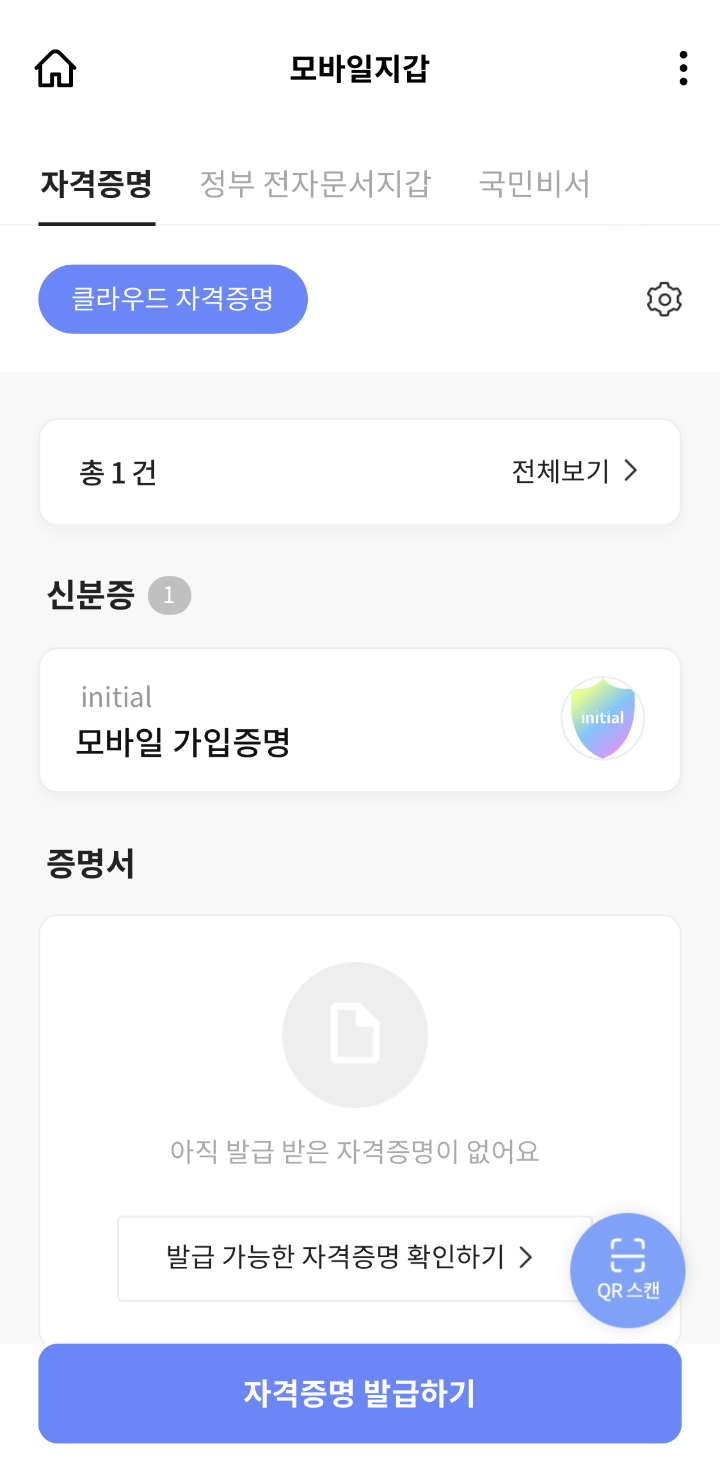 모바일지갑
자격증명 정부 전자문서지갑 국민비서
클라우드 자격증명
총 1 건 전체보기
신분증 1
initial
모바일 가입증명
initial
증명서
아직 발급 받은 자격증명이 없어요
발급 가능한 자격증명 확인하기
QR 스캔
자격증명 발급하기